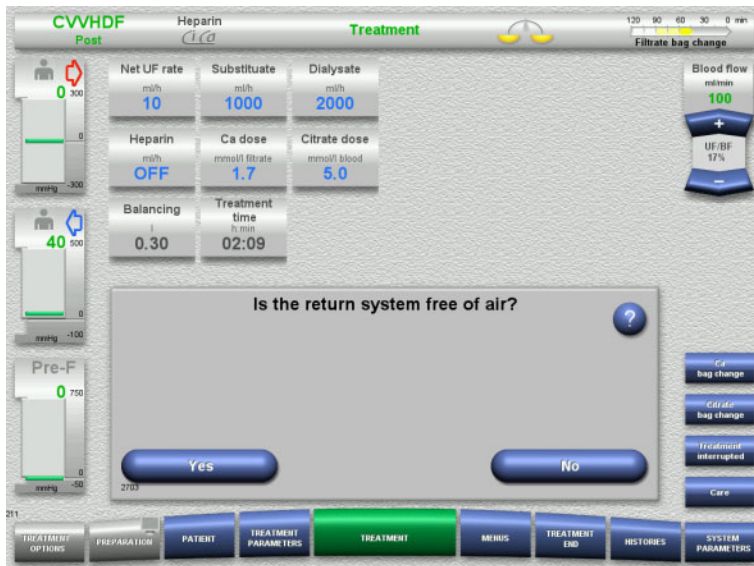 CVVHDF
Post
Heparin
Ci Ca
Treatment
120 90 60 30 0 min
Filtrate bag change
0 300
0
mmHg -300
40 500
0
mmHg -100
Pre-F
0 750
0
mmHg -50
Net UF rate
ml/h
10
Substituate
ml/h
1000
Dialysate
ml/h
2000
Heparin
ml/h
OFF
Ca dose
mmol/l filtrate
1.7
Citrate dose
mmol/l blood
5.0
Balancing
l
0.30
Treatment
time
h:min
02:09
Blood flow
ml/min
100
+
UF/BF
17%
–
Is the return system free of air?
?
Yes
No
2703
Ca
bag change
Citrate
bag change
Treatment
interrupted
Care
211
TREATMENT
OPTIONS
PREPARATION
PATIENT
TREATMENT
PARAMETERS
TREATMENT
MENUS
TREATMENT
END
HISTORIES
SYSTEM
PARAMETERS